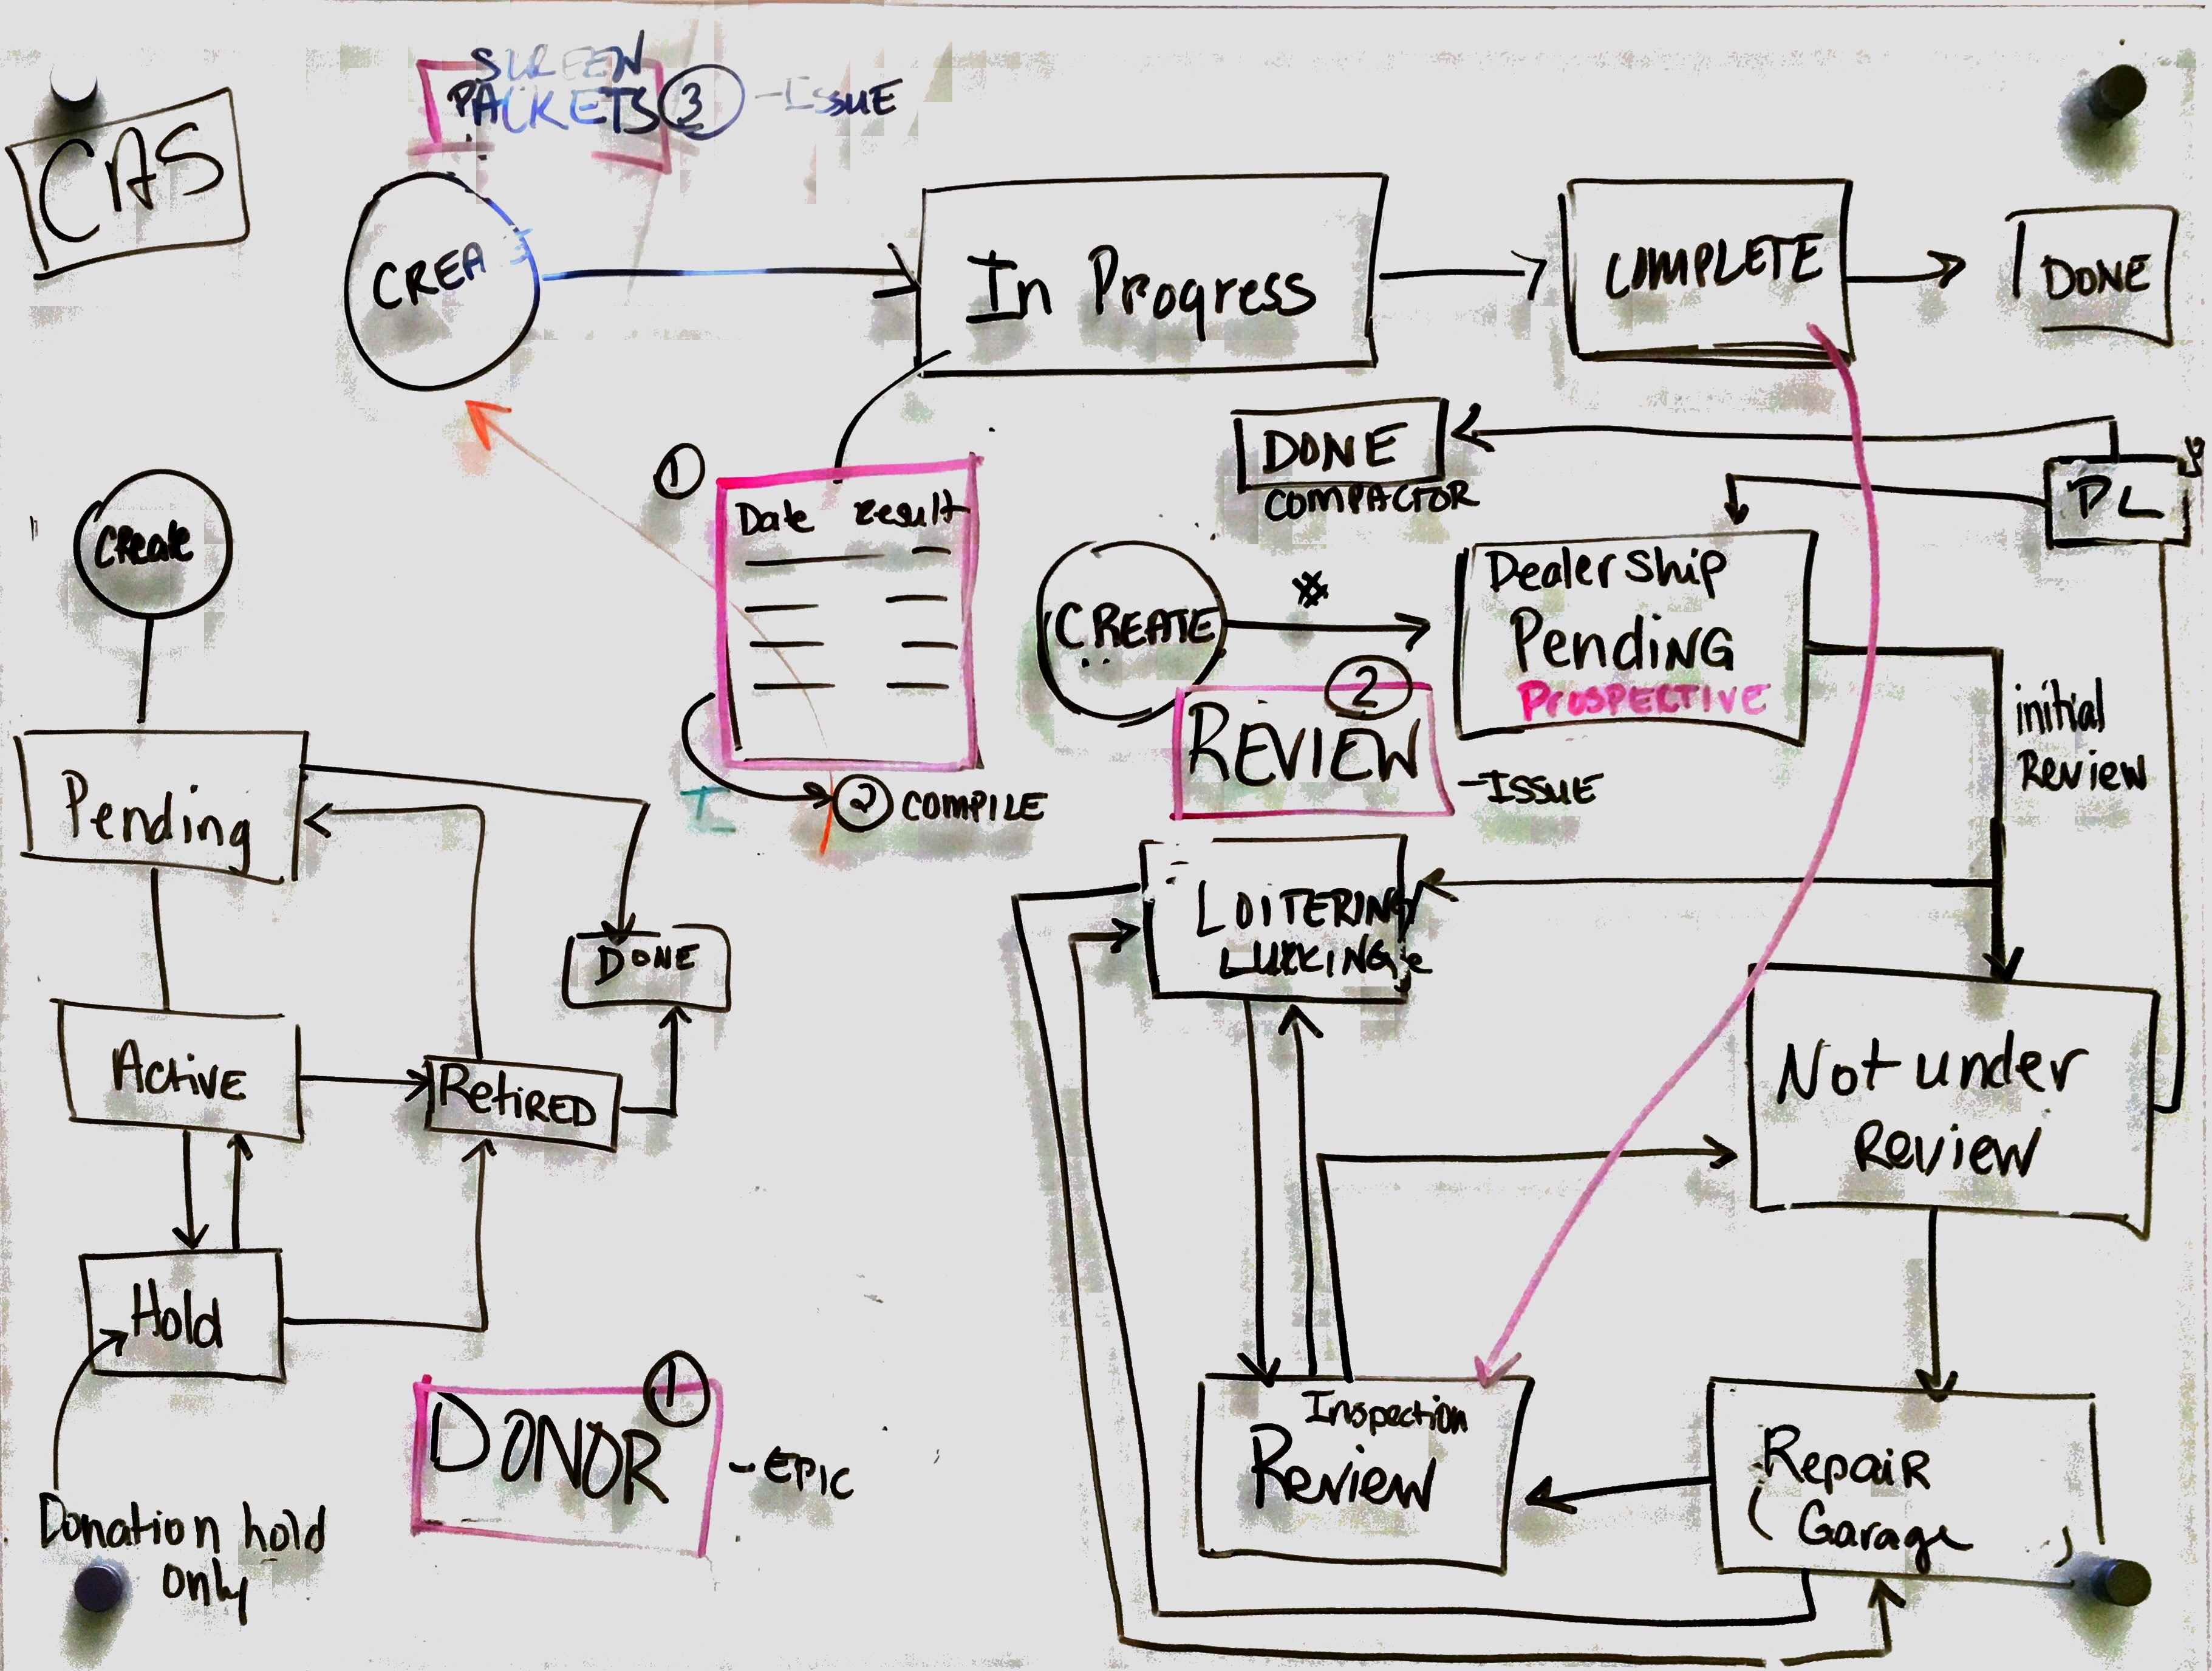 CAS
SCREEN
PACKETS 3 -ISSUE
CREA
In Progress
COMPLETE
DONE
1
Date Result
2 COMPILE
DONE
COMPACTOR
PL
CREATE
Dealership
Pending
PROSPECTIVE
2
REVIEW
-ISSUE
initial
Review
LOITERING
LURKING
Not under
Review
Inspection
Review
Repair
Garage
Create
Pending
DONE
Active
Retired
Hold
Donation hold
only
1
DONOR
-EPIC